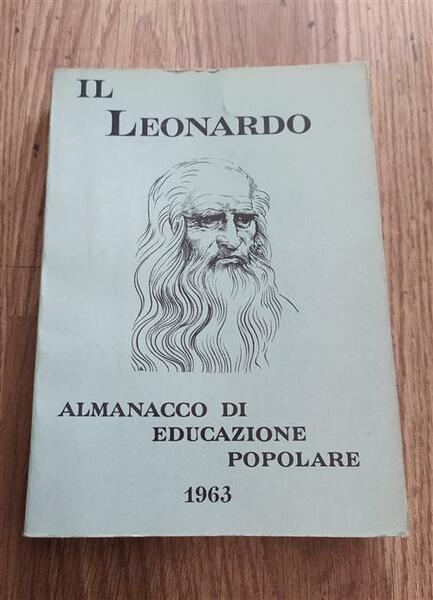 IL
LEONARDO
ALMANACCO DI
EDUCAZIONE
POPOLARE
1963